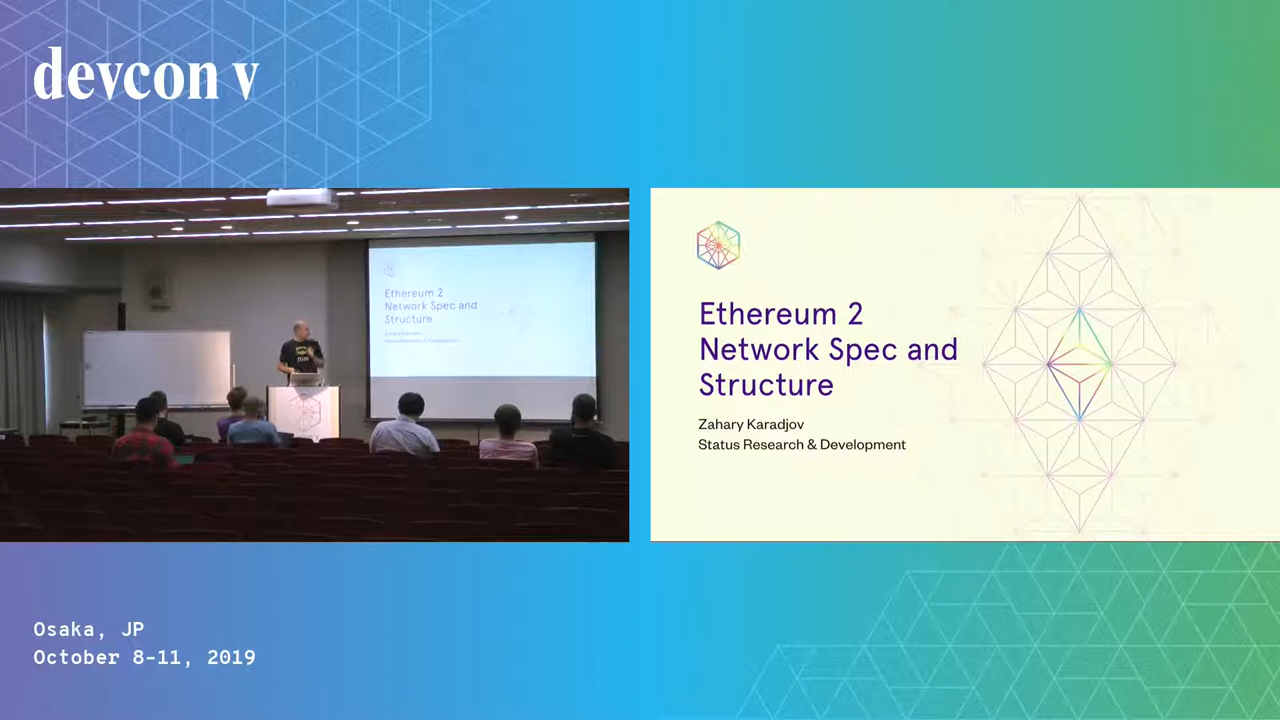 devcon v
Ethereum 2
Network Spec and
Structure
Ethereum 2
Network Spec and
Structure
Zahary Karadjov
Status Research & Development
Osaka, JP
October 8-11, 2019